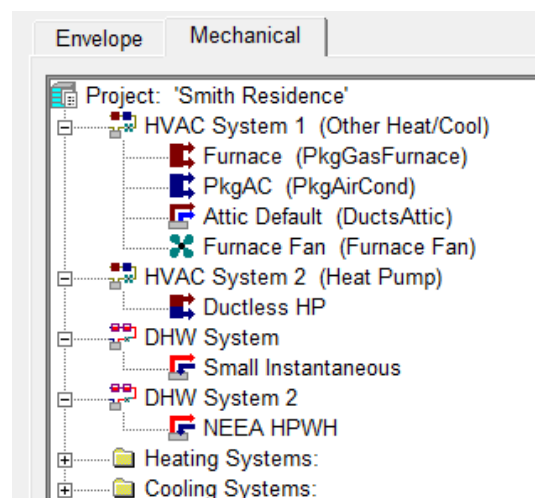 Envelope Mechanical
Project: 'Smith Residence'
HVAC System 1 (Other Heat/Cool)
Furnace (PkgGasFurnace)
PkgAC (PkgAirCond)
Attic Default (DuctsAttic)
Furnace Fan (Furnace Fan)
HVAC System 2 (Heat Pump)
Ductless HP
DHW System
Small Instantaneous
DHW System 2
NEEA HPWH
Heating Systems:
Cooling Systems: